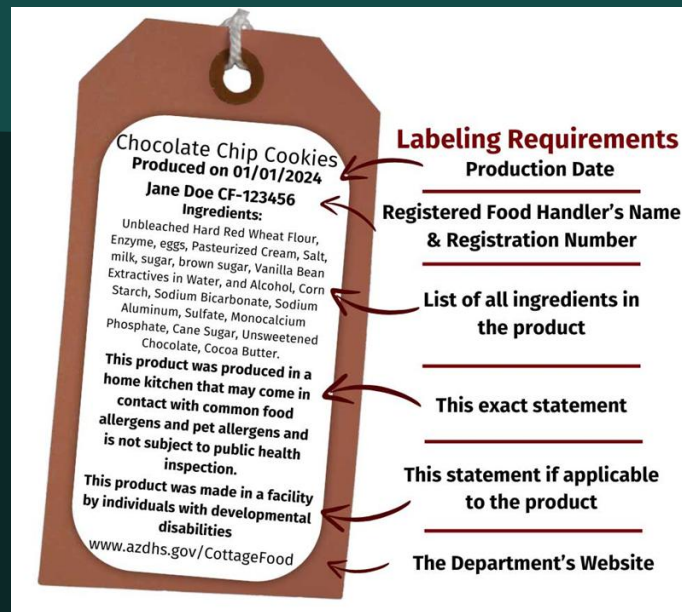 Chocolate Chip Cookies
Produced on 01/01/2024
Jane Doe CF-123456
Ingredients:
Unbleached Hard Red Wheat Flour,
Enzyme, eggs, Pasteurized Cream, Salt,
milk, sugar, brown sugar, Vanilla Bean
Extractives in Water, and Alcohol, Corn
Starch, Sodium Bicarbonate, Sodium
Aluminum, Sulfate, Monocalcium
Phosphate, Cane Sugar, Unsweetened
Chocolate, Cocoa Butter.
This product was produced in a
home kitchen that may come in
contact with common food
allergens and pet allergens and
is not subject to public health
inspection.
This product was made in a facility
by individuals with developmental
disabilities
www.azdhs.gov/CottageFood
Labeling Requirements
Production Date
Registered Food Handler's Name
& Registration Number
List of all ingredients in
the product
This exact statement
This statement if applicable
to the product
The Department's Website